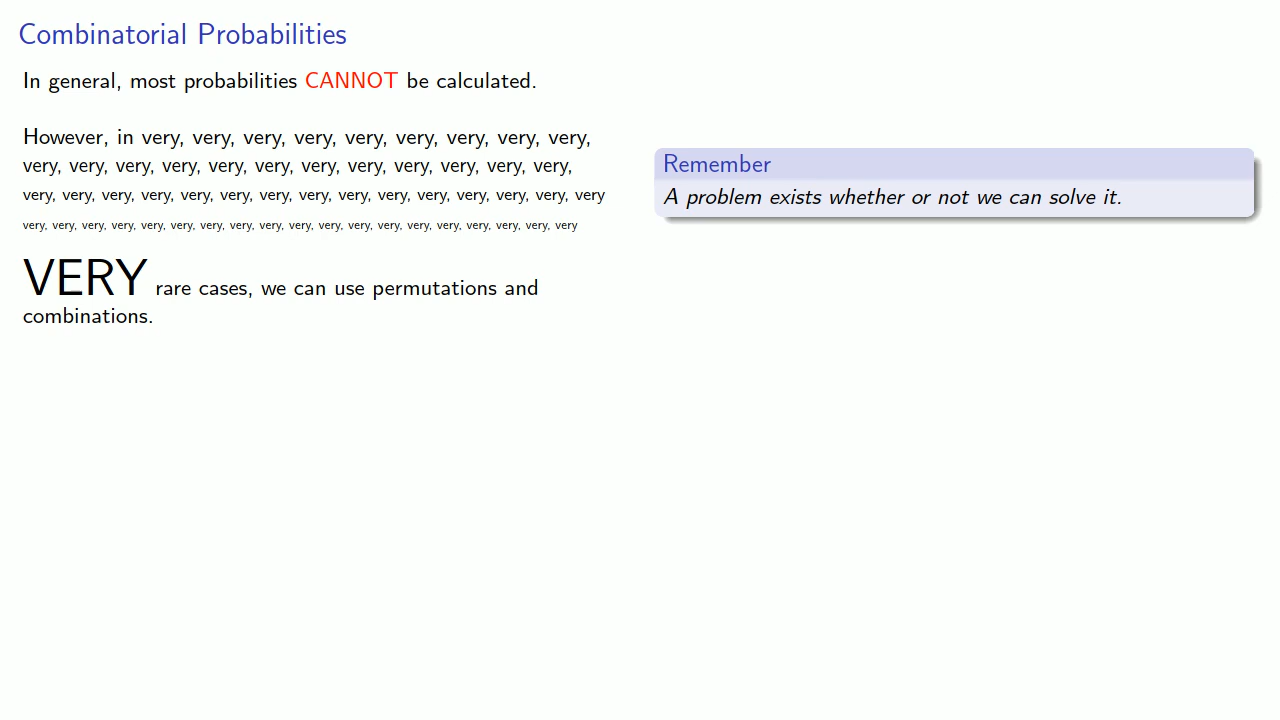 Combinatorial Probabilities
In general, most probabilities CANNOT be calculated.
However, in very, very, very, very, very, very, very, very, very,
very, very, very, very, very, very, very, very, very, very, very, very,
very, very, very, very, very, very, very, very, very, very, very, very, very, very, very
very, very, very, very, very, very, very, very, very, very, very, very, very, very, very, very, very, very, very
VERY rare cases, we can use permutations and
combinations.
Remember
A problem exists whether or not we can solve it.